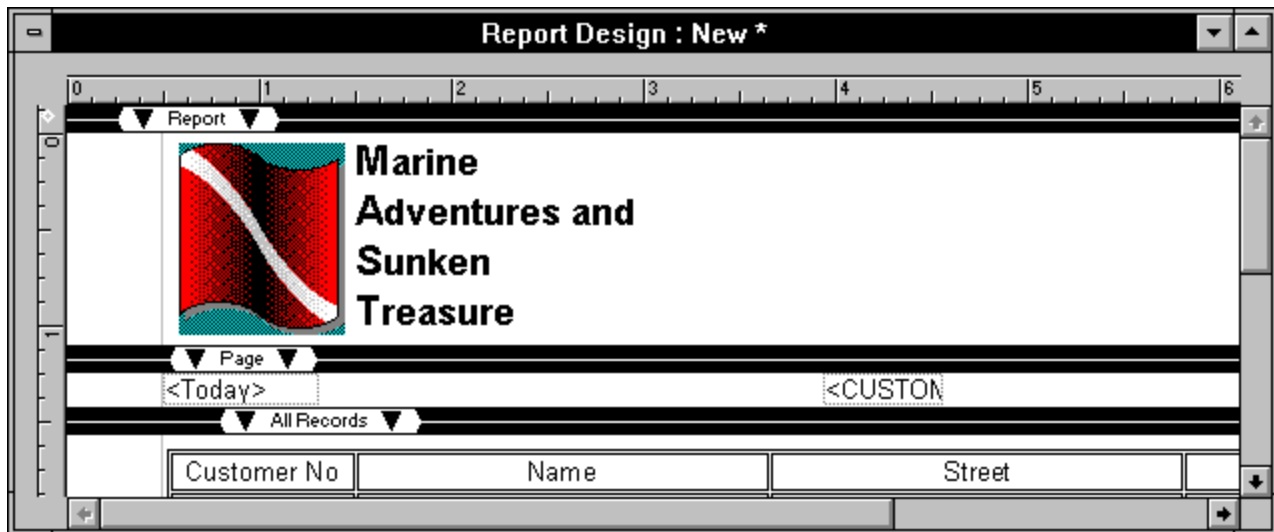 Report Design : New *
0 1 2 3 4 5 6
Report
0
Marine
Adventures and
Sunken
Treasure
1
Page
<Today> <CUSTOM
All Records
Customer No Name Street